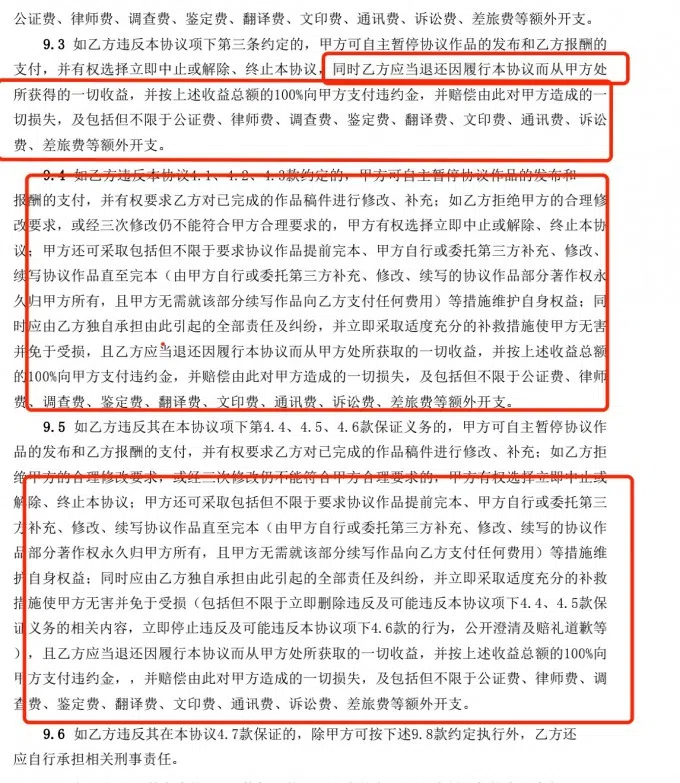 公证费、律师费、调查费、鉴定费、翻译费、文印费、通讯费、诉讼费、差旅费等额外开支。
9.3 如乙方违反本协议项下第三条约定的，甲方可自主暂停协议作品的发布和乙方报酬的
支付，并有权选择立即中止或解除、终止本协议，同时乙方应当退还因履行本协议而从甲方处
所获得的一切收益，并按上述收益总额的100%向甲方支付违约金，并赔偿由此对甲方造成的一
切损失，及包括但不限于公证费、律师费、调查费、鉴定费、翻译费、文印费、通讯费、诉讼
费、差旅费等额外开支。
9.4 如乙方违反本协议4.1、4.2、4.3款约定的，甲方可自主暂停协议作品的发布和
报酬的支付，并有权要求乙方对已完成的作品稿件进行修改、补充；如乙方拒绝甲方的合理修
改要求，或经三次修改仍不能符合甲方合理要求的，甲方有权选择立即中止或解除、终止本协
议；甲方还可采取包括但不限于要求协议作品提前完本、甲方自行或委托第三方补充、修改、
续写协议作品直至完本（由甲方自行或委托第三方补充、修改、续写的协议作品部分著作权永
久归甲方所有，且甲方无需就该部分续写作品向乙方支付任何费用）等措施维护自身权益；同
时应由乙方独自承担由此引起的全部责任及纠纷，并立即采取适度充分的补救措施使甲方无害
并免于受损，且乙方应当退还因履行本协议而从甲方处所获取的一切收益，并按上述收益总额
的100%向甲方支付违约金，并赔偿由此对甲方造成的一切损失，及包括但不限于公证费、律师
费、调查费、鉴定费、翻译费、文印费、通讯费、诉讼费、差旅费等额外开支。
9.5 如乙方违反其在本协议项下第4.4、4.5、4.6款保证义务的，甲方可自主暂停协议作
品的发布和乙方报酬的支付，并有权要求乙方对已完成的作品稿件进行修改、补充；如乙方拒
绝甲方的合理修改要求，或经三次修改仍不能符合甲方合理要求的，甲方有权选择立即中止或
解除、终止本协议；甲方还可采取包括但不限于要求协议作品提前完本、甲方自行或委托第三
方补充、修改、续写协议作品直至完本（由甲方自行或委托第三方补充、修改、续写的协议作
品部分著作权永久归甲方所有，且甲方无需就该部分续写作品向乙方支付任何费用）等措施维
护自身权益；同时应由乙方独自承担由此引起的全部责任及纠纷，并立即采取适度充分的补救
措施使甲方无害并免于受损（包括但不限于立即删除违反及可能违反本协议项下4.4、4.5款保
证义务的相关内容，立即停止违反及可能违反本协议项下4.6款的行为，公开澄清及赔礼道歉等
），且乙方应当退还因履行本协议而从甲方处所获取的一切收益，并按上述收益总额的100%向
甲方支付违约金，，并赔偿由此对甲方造成的一切损失，及包括但不限于公证费、律师费、调
查费、鉴定费、翻译费、文印费、通讯费、诉讼费、差旅费等额外开支。
9.6 如乙方违反其在本协议4.7款保证的，除甲方可按下述9.8款约定执行外，乙方还
应自行承担相关刑事责任。